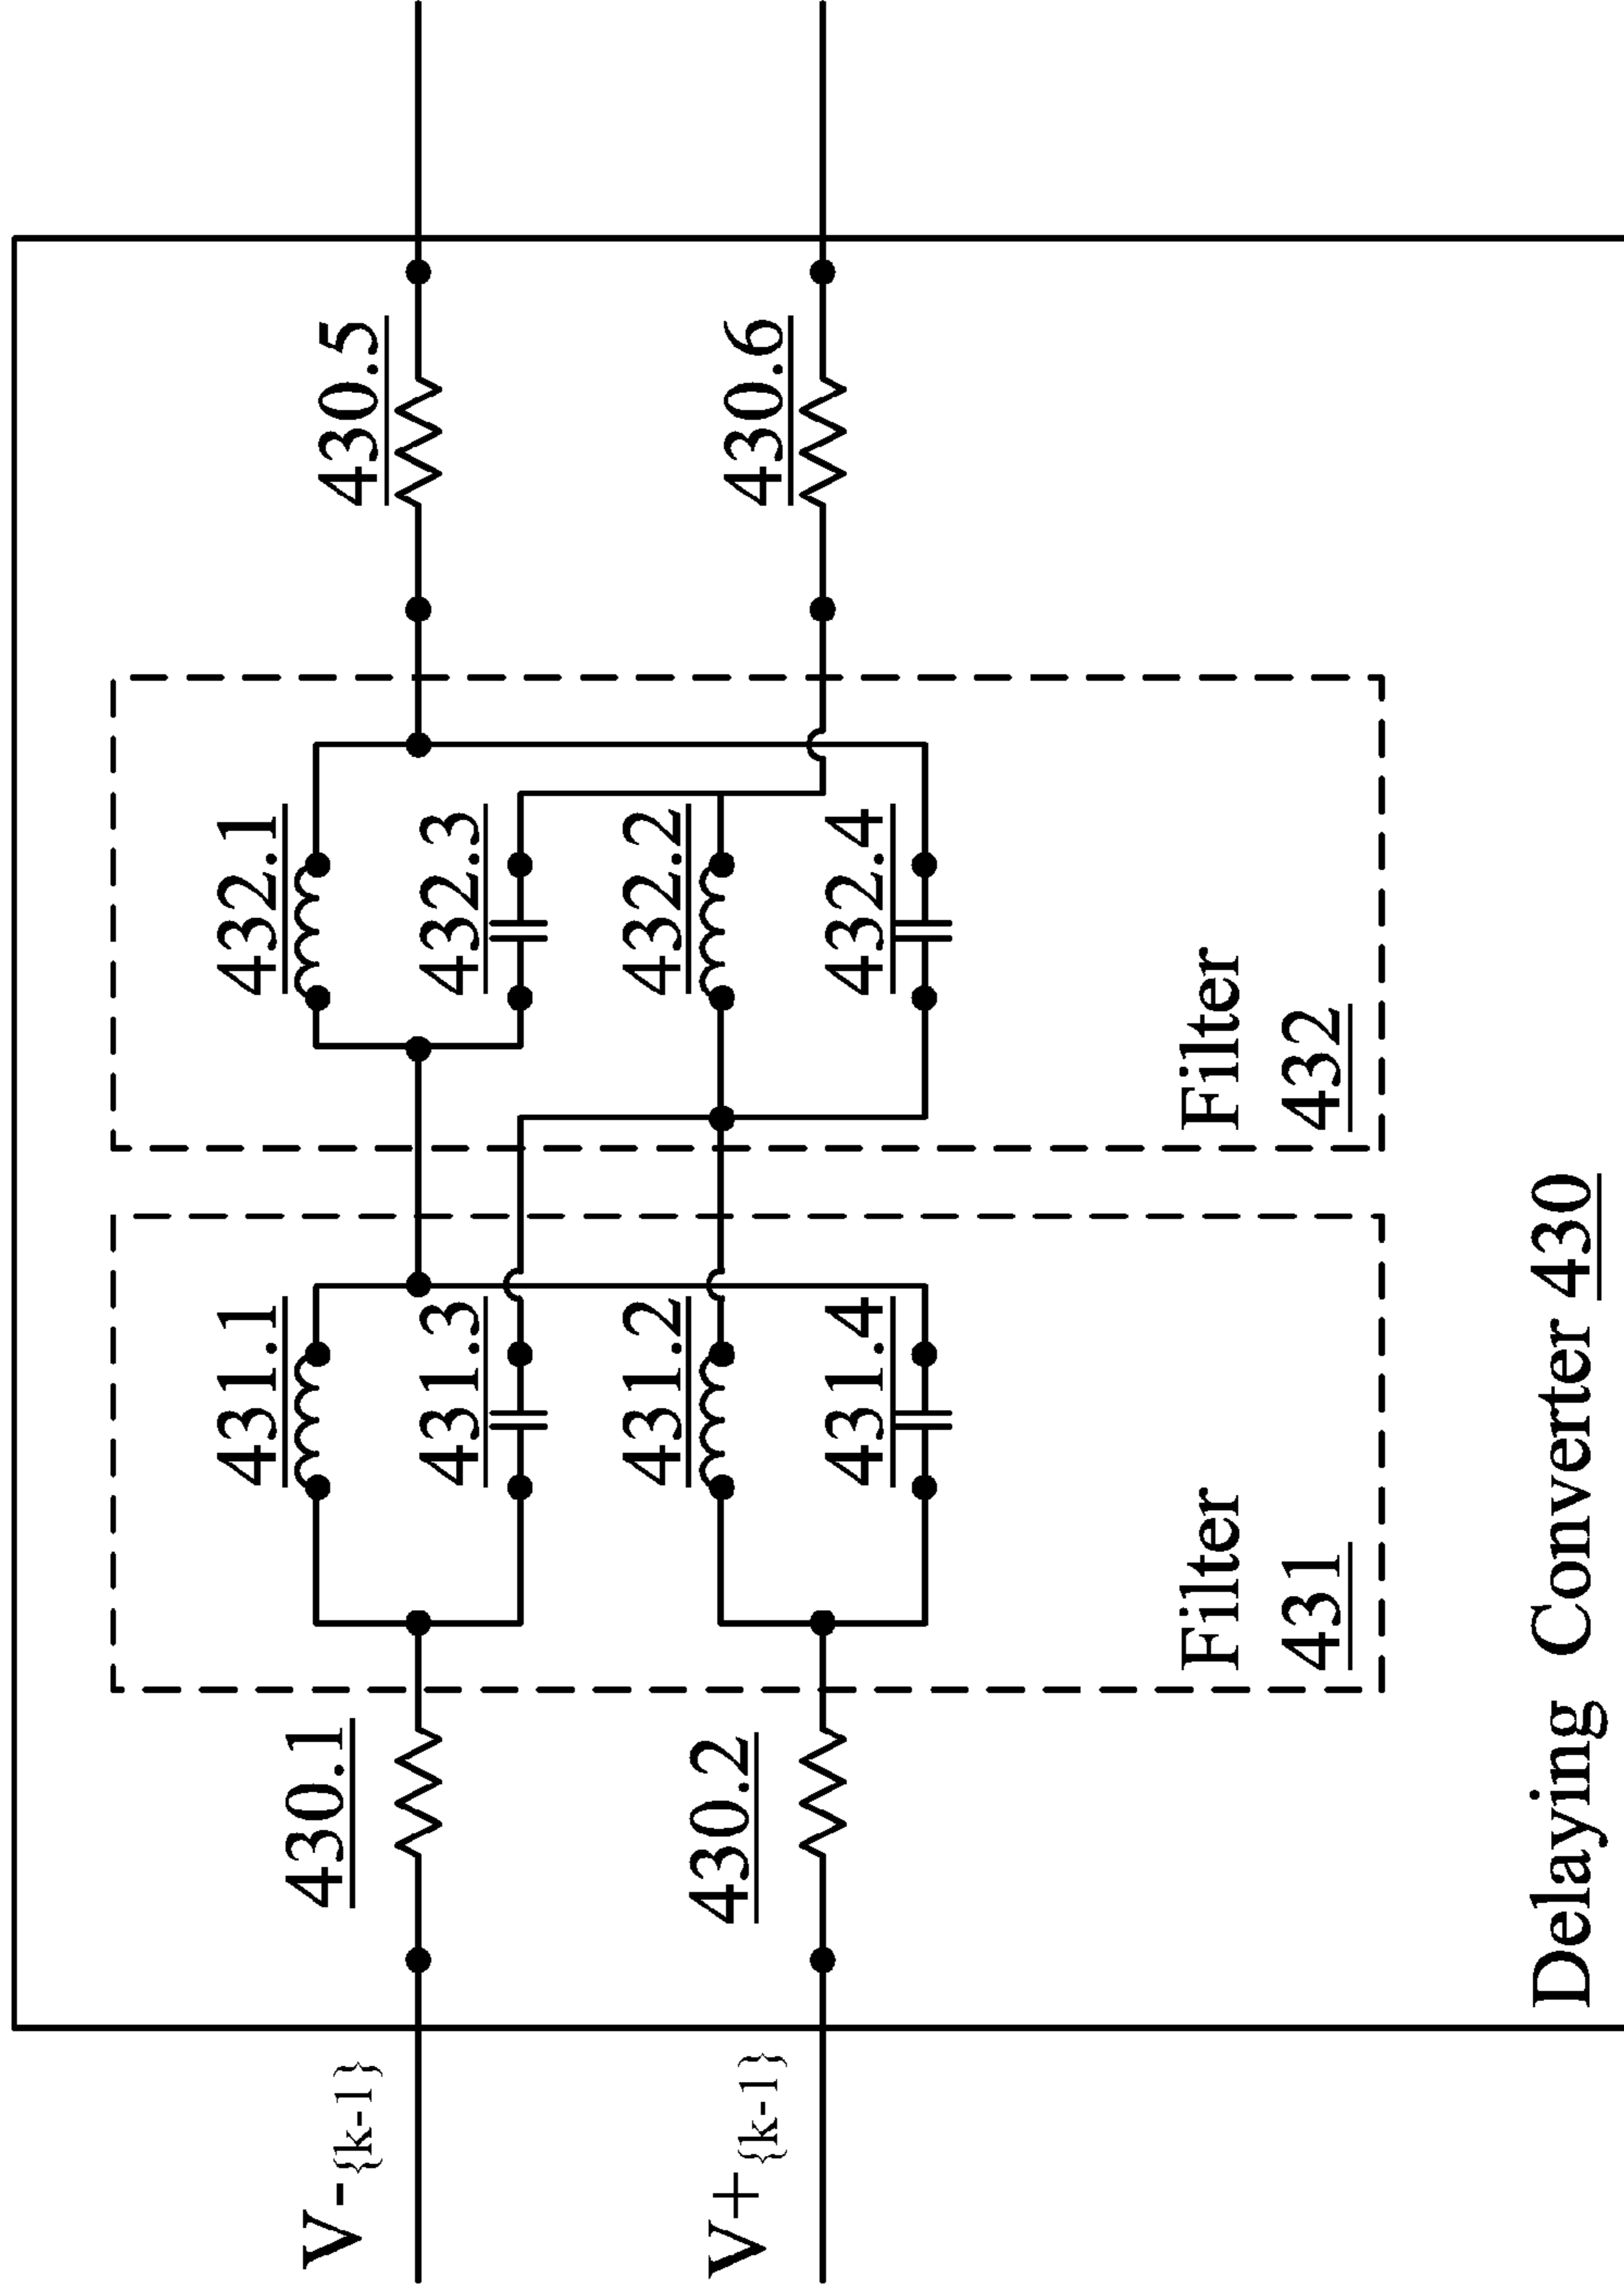 V-{k-1}
V+{k-1}
430.1
430.2
431.1
431.3
431.2
431.4
Filter
431
432.1
432.3
432.2
432.4
Filter
432
430.5
430.6
Delaying Converter 430